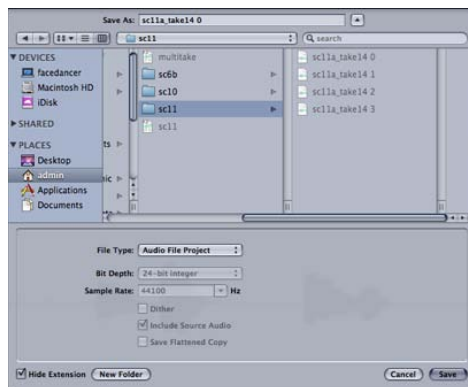 Save As: sc11a_take14 0
sc11
search
DEVICES
facedancer
Macintosh HD
iDisk
SHARED
PLACES
Desktop
admin
Applications
Documents
ts
ic
multitake
sc6b
sc10
sc11
sc11
sc11a_take14 0
sc11a_take14 1
sc11a_take14 2
sc11a_take14 3
File Type: Audio File Project
Bit Depth: 24-bit integer
Sample Rate: 44100 Hz
Dither
Include Source Audio
Save Flattened Copy
Hide Extension New Folder Cancel Save